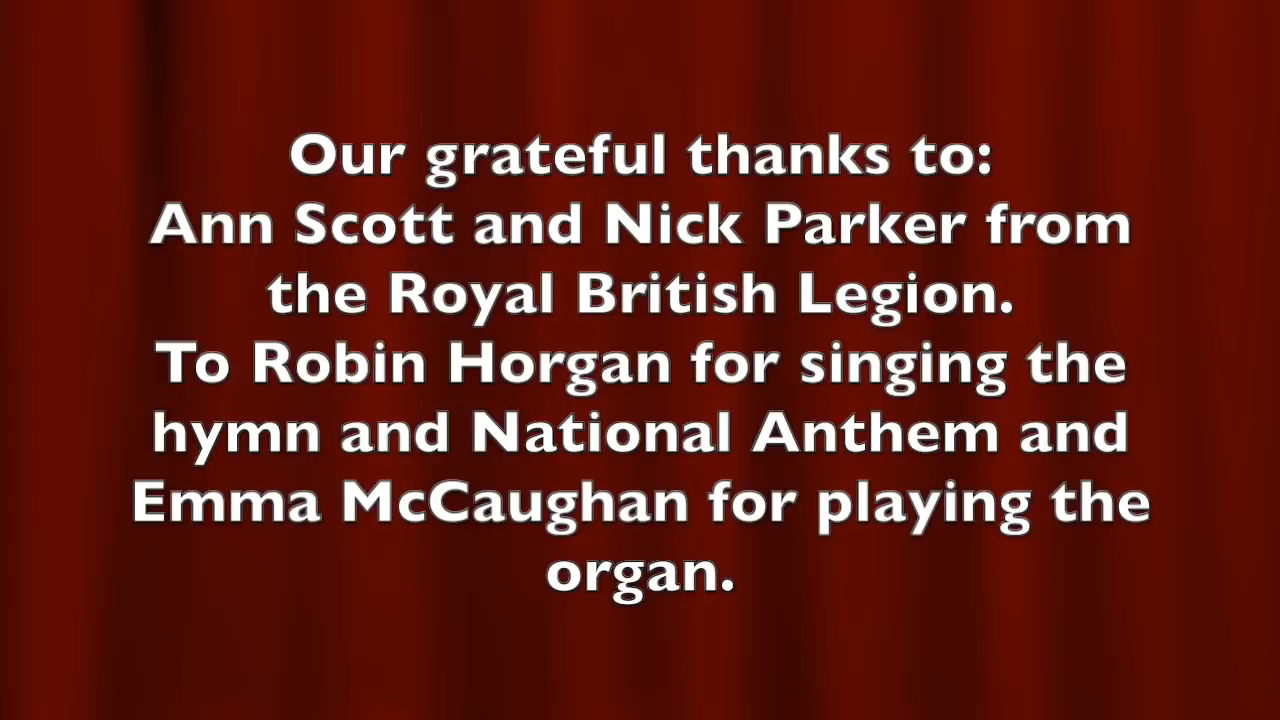 Our grateful thanks to:
Ann Scott and Nick Parker from
the Royal British Legion.
To Robin Horgan for singing the
hymn and National Anthem and
Emma McCaughan for playing the
organ.